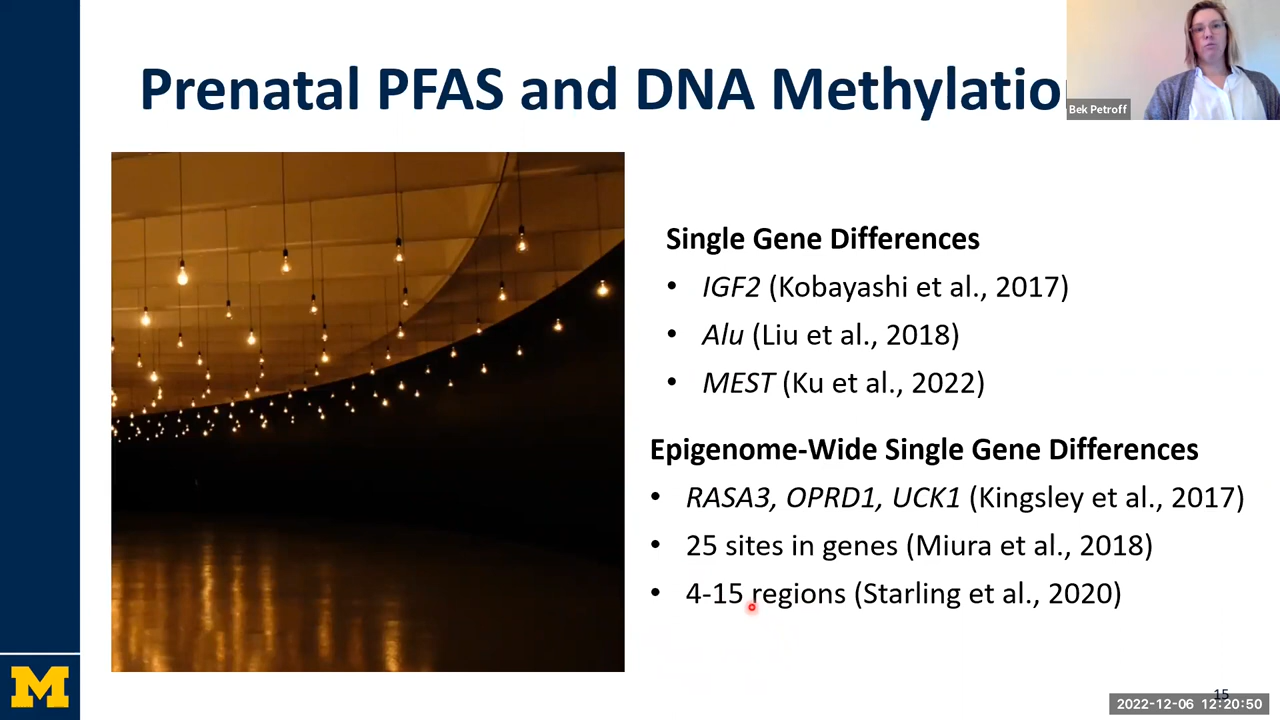 Prenatal PFAS and DNA Methylatio
Bek Petroff
Single Gene Differences
• IGF2 (Kobayashi et al., 2017)
• Alu (Liu et al., 2018)
• MEST (Ku et al., 2022)
Epigenome-Wide Single Gene Differences
• RASA3, OPRD1, UCK1 (Kingsley et al., 2017)
• 25 sites in genes (Miura et al., 2018)
• 4-15 regions (Starling et al., 2020)
M
15
2022-12-06 12:20:50